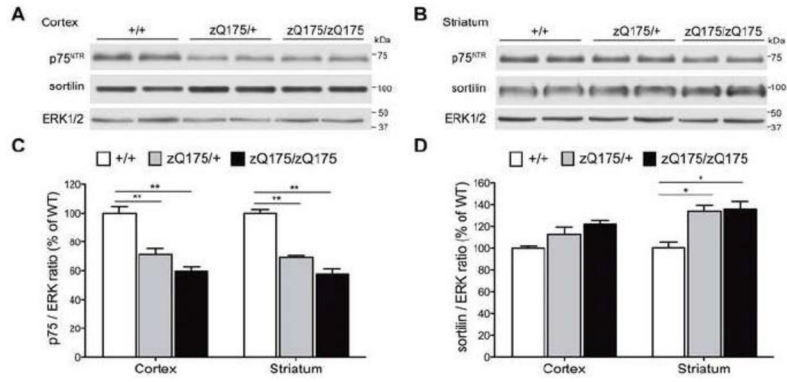 A Cortex
+/+ zQ175/+ zQ175/zQ175
kDa
p75NTR
75
sortilin
100
ERK1/2
50
37
B Striatum
+/+ zQ175/+ zQ175/zQ175
kDa
p75NTR
75
sortilin
100
ERK1/2
50
37
C
+/+ zQ175/+ zQ175/zQ175
p75 / ERK ratio (% of WT)
120
100
80
60
40
20
0
**
**
**
**
Cortex Striatum
D
+/+ zQ175/+ zQ175/zQ175
sortilin / ERK ratio (% of WT)
160
140
120
100
80
60
40
20
0
*
*
Cortex Striatum